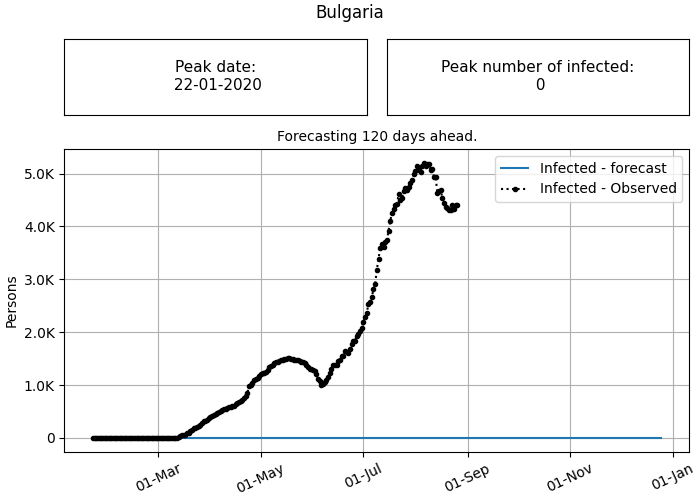 Bulgaria
Peak date:
22-01-2020
Peak number of infected:
0
Forecasting 120 days ahead.
Infected - forecast
Infected - Observed
Persons
5.0K
4.0K
3.0K
2.0K
1.0K
0
01-Mar
01-May
01-Jul
01-Sep
01-Nov
01-Jan